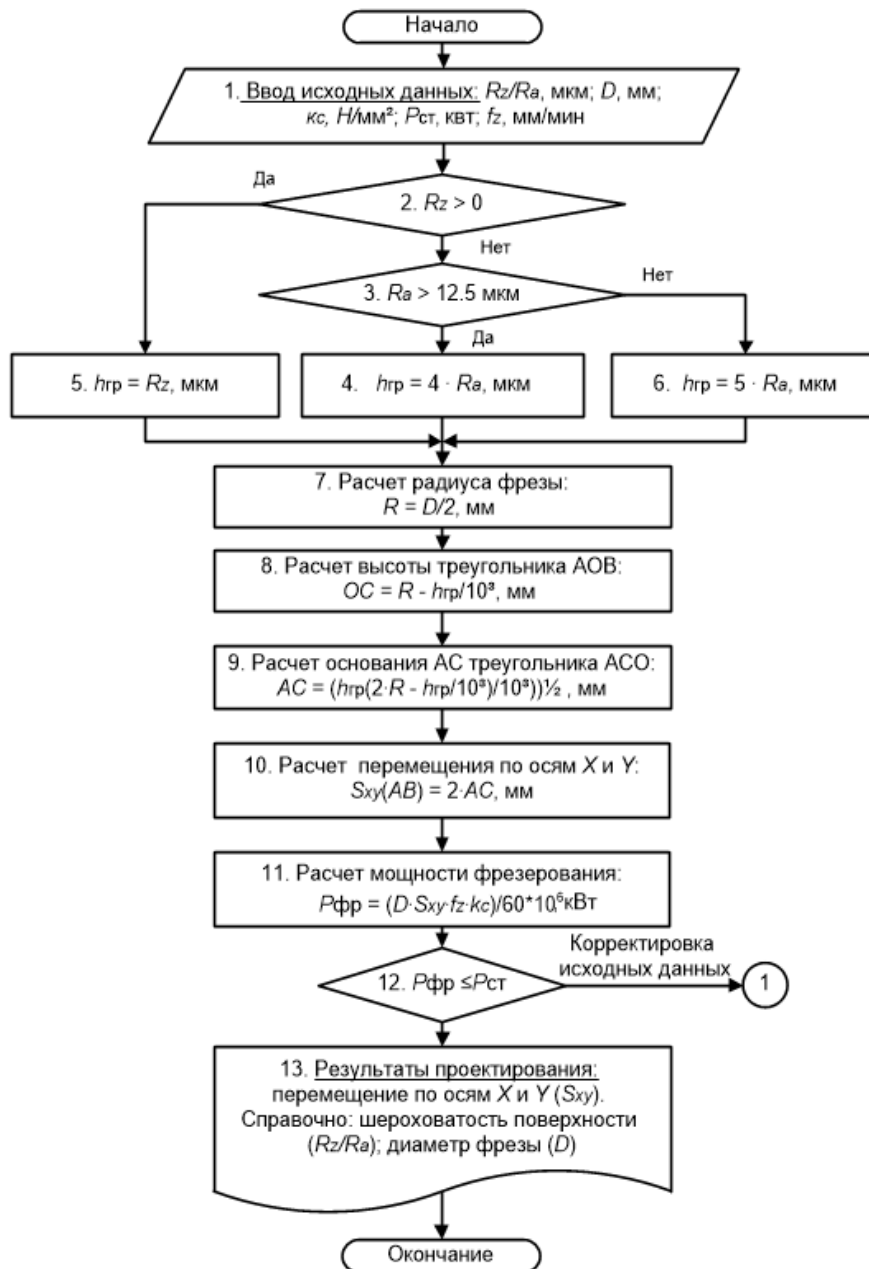 Начало
1. Ввод исходных данных: Rz/Ra, мкм; D, мм;
кс, Н/мм²; Pст, квт; fz, мм/мин
Да
2. Rz > 0
Нет
3. Ra > 12.5 мкм
Нет
Да
5. hгр = Rz, мкм
4. hгр = 4 · Ra, мкм
6. hгр = 5 · Ra, мкм
7. Расчет радиуса фрезы:
R = D/2, мм
8. Расчет высоты треугольника АОВ:
OC = R - hгр/10³, мм
9. Расчет основания АС треугольника АСО:
AC = (hгр(2·R - hгр/10³)/10³))½ , мм
10. Расчет перемещения по осям X и Y:
Sxy(AB) = 2·AC, мм
11. Расчет мощности фрезерования:
Pфр = (D·Sxy·fz·kc)/60*10⁶,кВт
Корректировка
исходных данных
12. Pфр ≤Pст
1
13. Результаты проектирования:
перемещение по осям X и Y (Sxy).
Справочно: шероховатость поверхности
(Rz/Ra); диаметр фрезы (D)
Окончание